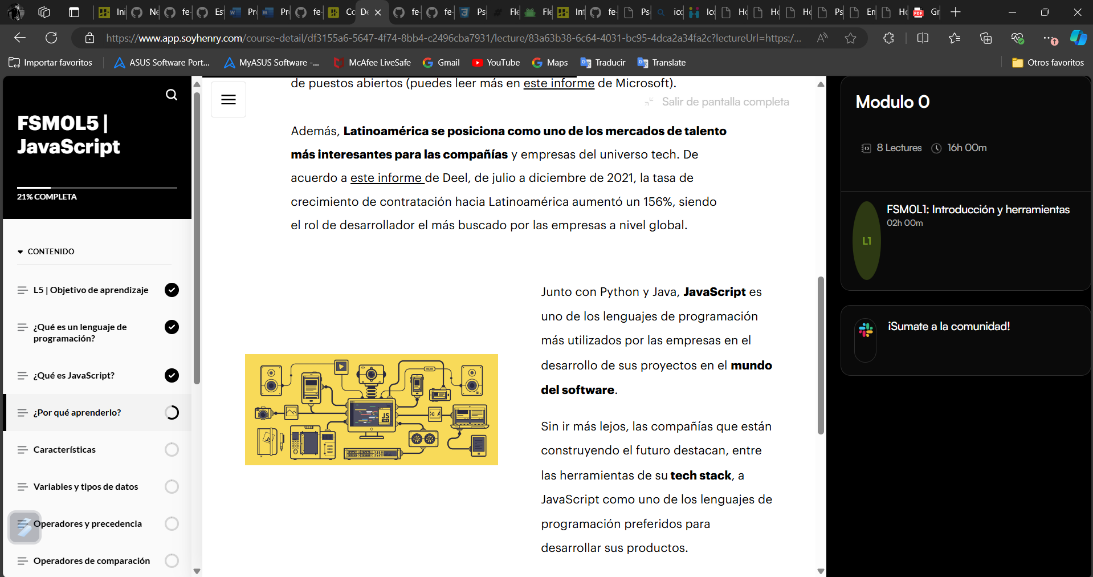 https://www.app.soyhenry.com/course-detail/df3155a6-5647-4f74-8bb4-c2496cba7931/lecture/83a63b38-6c64-4031-bc95-4dca2a34fa2c?lectureUrl=https:/...
Importar favoritos
ASUS Software Port...
MyASUS Software -...
McAfee LiveSafe
Gmail
YouTube
Maps
Traducir
Translate
Otros favoritos
FSM0L5 |
JavaScript
21% COMPLETA
CONTENIDO
L5 | Objetivo de aprendizaje
¿Qué es un lenguaje de
programación?
¿Qué es JavaScript?
¿Por qué aprenderlo?
Características
Variables y tipos de datos
Operadores y precedencia
Operadores de comparación
de puestos abiertos (puedes leer más en este informe de Microsoft).
Salir de pantalla completa
Además, Latinoamérica se posiciona como uno de los mercados de talento
más interesantes para las compañías y empresas del universo tech. De
acuerdo a este informe de Deel, de julio a diciembre de 2021, la tasa de
crecimiento de contratación hacia Latinoamérica aumentó un 156%, siendo
el rol de desarrollador el más buscado por las empresas a nivel global.
JS
Junto con Python y Java, JavaScript es
uno de los lenguajes de programación
más utilizados por las empresas en el
desarrollo de sus proyectos en el mundo
del software.
Sin ir más lejos, las compañías que están
construyendo el futuro destacan, entre
las herramientas de su tech stack, a
JavaScript como uno de los lenguajes de
programación preferidos para
desarrollar sus productos.
Modulo 0
8 Lectures
16h 00m
L1
FSM0L1: Introducción y herramientas
02h 00m
¡Sumate a la comunidad!